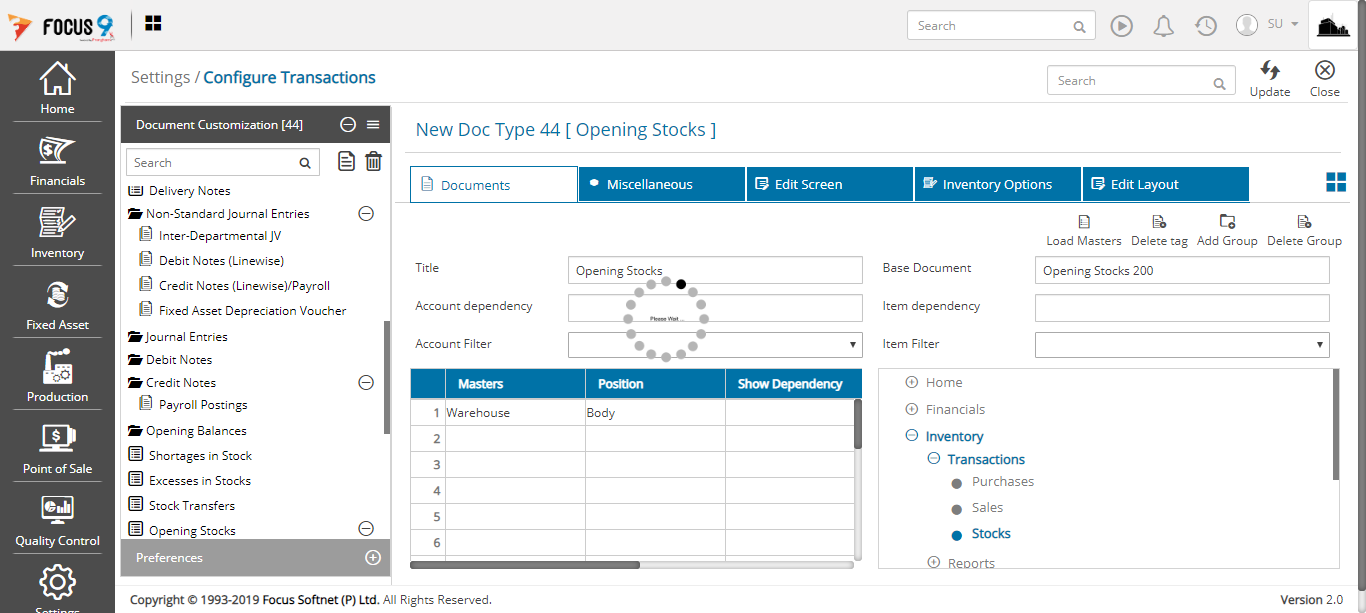 FOCUS 9
Search
SU
Home
Financials
Inventory
Fixed Asset
Production
Point of Sale
Quality Control
Settings
Settings / Configure Transactions
Search
Update
Close
Document Customization [44]
Search
Delivery Notes
Non-Standard Journal Entries
Inter-Departmental JV
Debit Notes (Linewise)
Credit Notes (Linewise)/Payroll
Fixed Asset Depreciation Voucher
Journal Entries
Debit Notes
Credit Notes
Payroll Postings
Opening Balances
Shortages in Stock
Excesses in Stock
Stock Transfers
Opening Stocks
Preferences
New Doc Type 44 [ Opening Stocks ]
Documents
Miscellaneous
Edit Screen
Inventory Options
Edit Layout
Load Masters
Delete tag
Add Group
Delete Group
Title
Opening Stocks
Base Document
Opening Stocks 200
Account dependency
Item dependency
Please Wait ...
Account Filter
Item Filter
Masters Position Show Dependency
1 Warehouse Body
2
3
4
5
6
Home
Financials
Inventory
Transactions
Purchases
Sales
Stocks
Reports
Copyright © 1993-2019 Focus Softnet (P) Ltd. All Rights Reserved.
Version 2.0